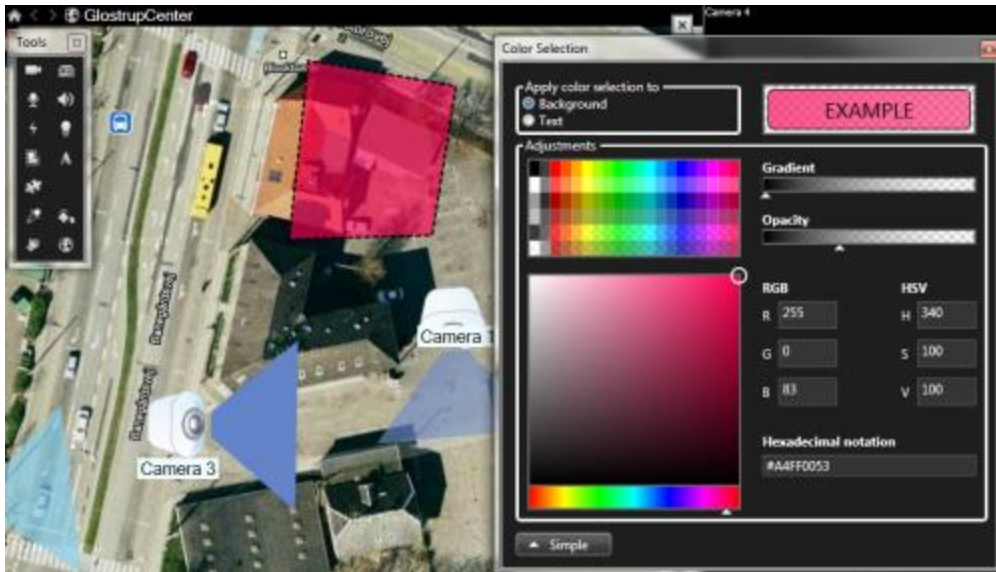 GlostrupCenter
Camera 4
Tools
Color Selection
Apply color selection to
Background
Text
EXAMPLE
Adjustments
Gradient
Opacity
RGB
HSV
R 255
H 340
G 0
S 100
B 83
V 100
Hexadecimal notation
#A4FF0053
Simple
A
Camera 1
Camera 3